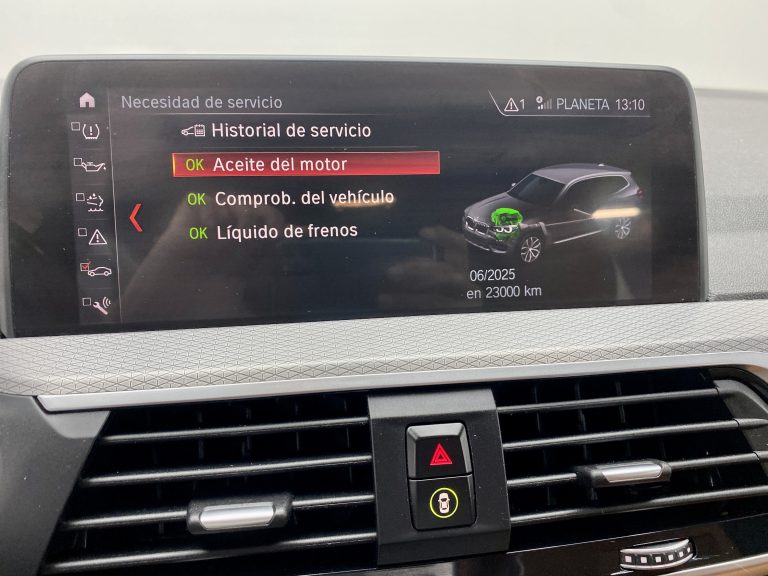 Necesidad de servicio
1 PLANETA 13:10
Historial de servicio
OK Aceite del motor
OK Comprob. del vehículo
OK Líquido de frenos
06/2025
en 23000 km